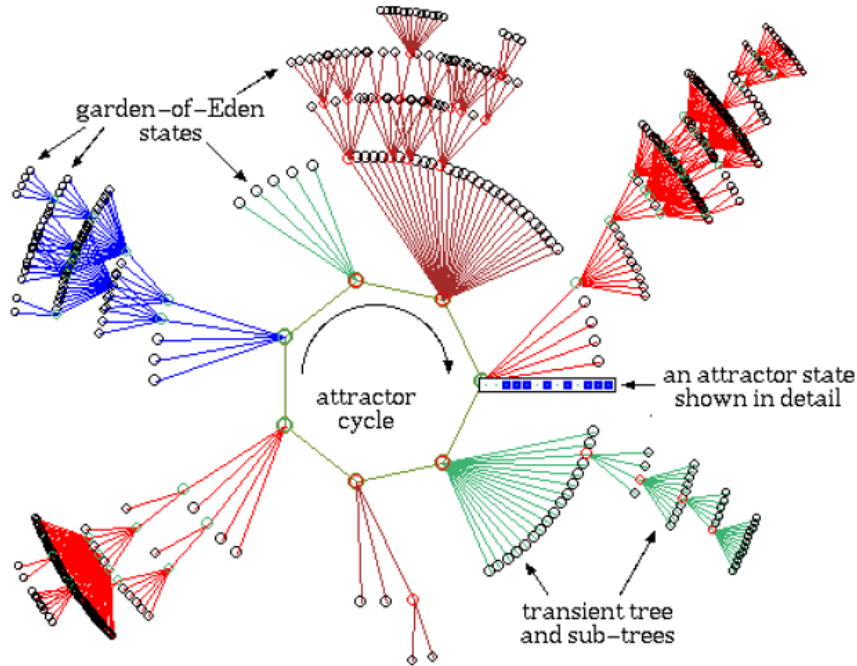 garden-of-Eden
states
attractor
cycle
an attractor state
shown in detail
transient tree
and sub-trees